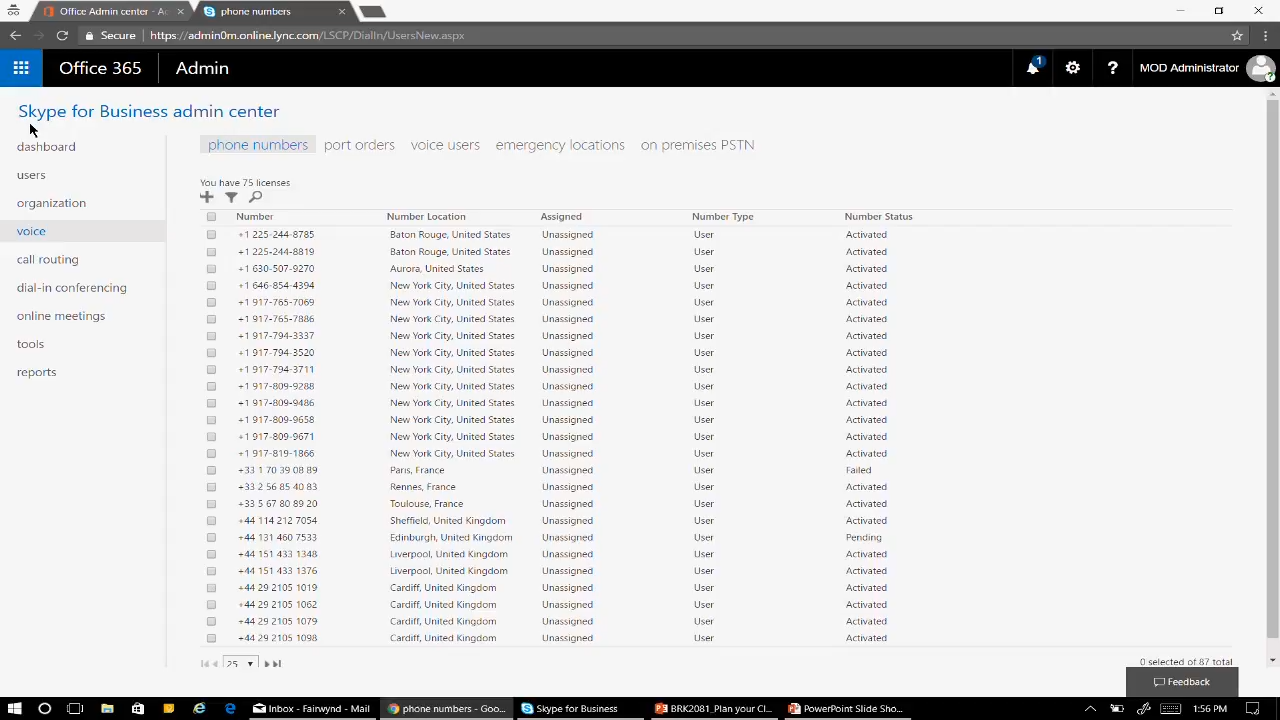 Office Admin center - Ac
phone numbers
Secure https://admin0m.online.lync.com/LSCP/DialIn/UsersNew.aspx
Office 365 Admin 1 ? MOD Administrator
Skype for Business admin center
dashboard
users
organization
voice
call routing
dial-in conferencing
online meetings
tools
reports
phone numbers port orders voice users emergency locations on premises PSTN
You have 75 licenses
Number Number Location Assigned Number Type Number Status
+1 225-244-8785 Baton Rouge, United States Unassigned User Activated
+1 225-244-8819 Baton Rouge, United States Unassigned User Activated
+1 630-507-9270 Aurora, United States Unassigned User Activated
+1 646-854-4394 New York City, United States Unassigned User Activated
+1 917-765-7069 New York City, United States Unassigned User Activated
+1 917-765-7886 New York City, United States Unassigned User Activated
+1 917-794-3337 New York City, United States Unassigned User Activated
+1 917-794-3520 New York City, United States Unassigned User Activated
+1 917-794-3711 New York City, United States Unassigned User Activated
+1 917-809-9288 New York City, United States Unassigned User Activated
+1 917-809-9486 New York City, United States Unassigned User Activated
+1 917-809-9658 New York City, United States Unassigned User Activated
+1 917-809-9671 New York City, United States Unassigned User Activated
+1 917-819-1866 New York City, United States Unassigned User Activated
+33 1 70 39 08 89 Paris, France Unassigned User Failed
+33 2 56 85 40 83 Rennes, France Unassigned User Activated
+33 5 67 80 89 20 Toulouse, France Unassigned User Activated
+44 114 212 7054 Sheffield, United Kingdom Unassigned User Activated
+44 131 460 7533 Edinburgh, United Kingdom Unassigned User Pending
+44 151 433 1348 Liverpool, United Kingdom Unassigned User Activated
+44 151 433 1376 Liverpool, United Kingdom Unassigned User Activated
+44 29 2105 1019 Cardiff, United Kingdom Unassigned User Activated
+44 29 2105 1062 Cardiff, United Kingdom Unassigned User Activated
+44 29 2105 1079 Cardiff, United Kingdom Unassigned User Activated
+44 29 2105 1098 Cardiff, United Kingdom Unassigned User Activated
25 0 selected of 87 total
Feedback
Inbox - Fairwynd - Mail phone numbers - Goo... Skype for Business BRK2081_Plan your Cl... PowerPoint Slide Sho... 1:56 PM